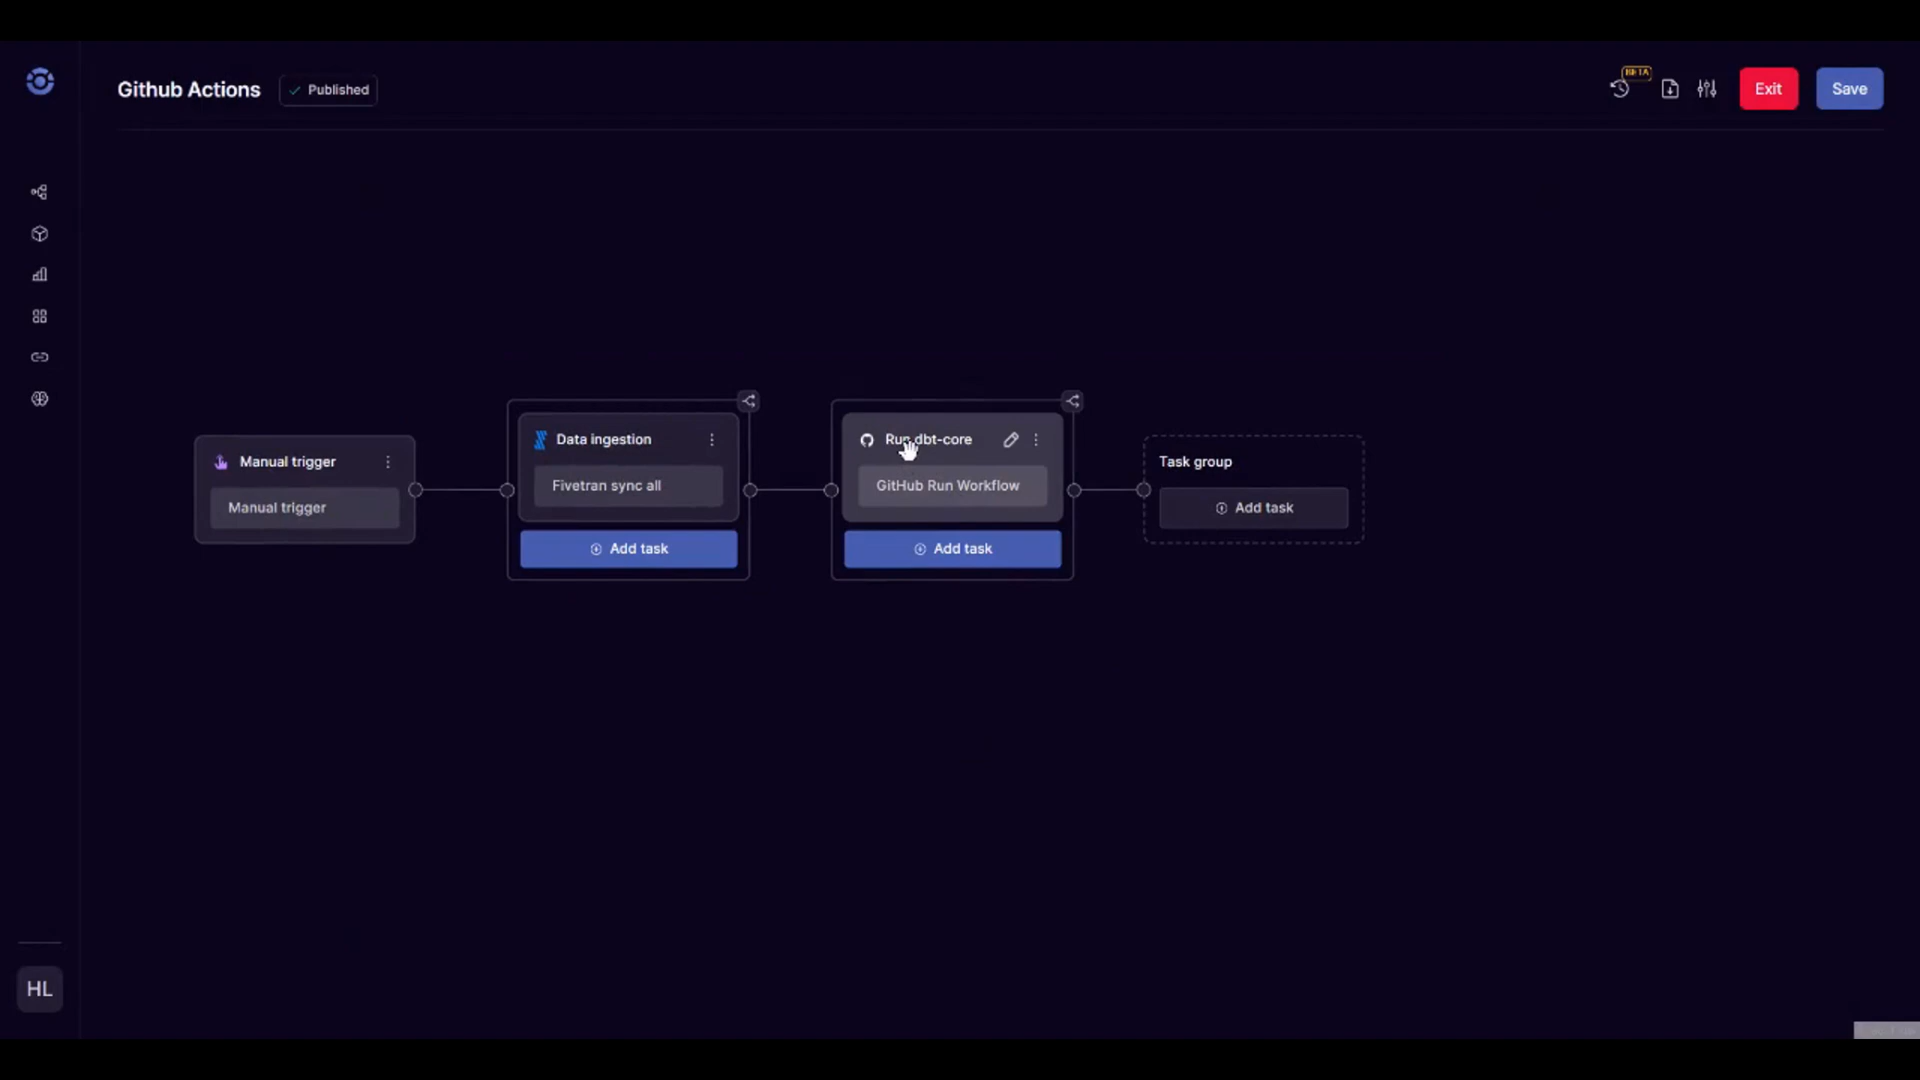 Github Actions
Published
BETA
Exit
Save
Manual trigger
Manual trigger
Data ingestion
Fivetran sync all
Add task
Run dbt-core
GitHub Run Workflow
Add task
Task group
Add task
HL